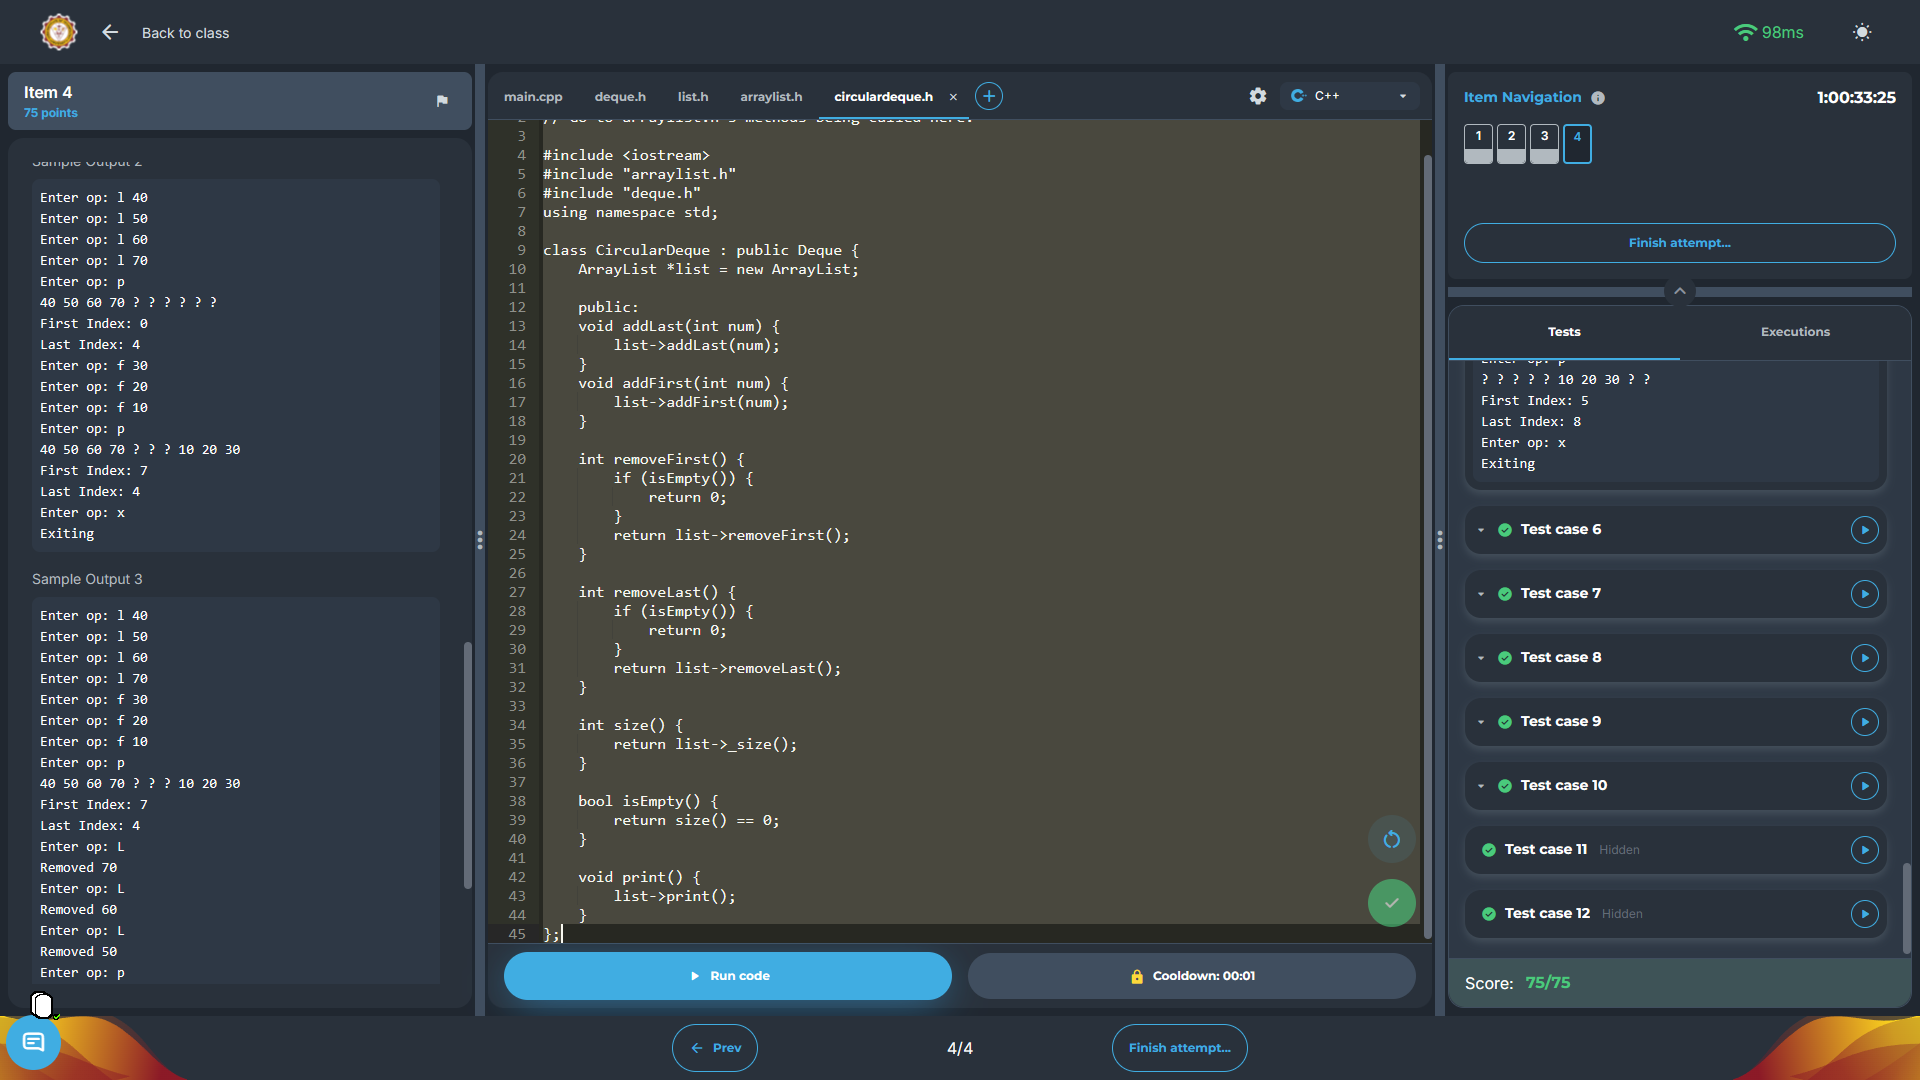 Back to class
98ms
Item 4
75 points
Sample Output 2
Enter op: l 40
Enter op: l 50
Enter op: l 60
Enter op: l 70
Enter op: p
40 50 60 70 ? ? ? ? ? ?
First Index: 0
Last Index: 4
Enter op: f 30
Enter op: f 20
Enter op: f 10
Enter op: p
40 50 60 70 ? ? ? 10 20 30
First Index: 7
Last Index: 4
Enter op: x
Exiting
Sample Output 3
Enter op: l 40
Enter op: l 50
Enter op: l 60
Enter op: l 70
Enter op: f 30
Enter op: f 20
Enter op: f 10
Enter op: p
40 50 60 70 ? ? ? 10 20 30
First Index: 7
Last Index: 4
Enter op: L
Removed 70
Enter op: L
Removed 60
Enter op: L
Removed 50
Enter op: p
main.cpp deque.h list.h arraylist.h circulardeque.h × +
C++
2 // Go to arraylist.h's methods being called here.
3
4 #include <iostream>
5 #include "arraylist.h"
6 #include "deque.h"
7 using namespace std;
8
9 class CircularDeque : public Deque {
10 ArrayList *list = new ArrayList;
11
12 public:
13 void addLast(int num) {
14 list->addLast(num);
15 }
16 void addFirst(int num) {
17 list->addFirst(num);
18 }
19
20 int removeFirst() {
21 if (isEmpty()) {
22 return 0;
23 }
24 return list->removeFirst();
25 }
26
27 int removeLast() {
28 if (isEmpty()) {
29 return 0;
30 }
31 return list->removeLast();
32 }
33
34 int size() {
35 return list->_size();
36 }
37
38 bool isEmpty() {
39 return size() == 0;
40 }
41
42 void print() {
43 list->print();
44 }
45 };
Run code
Cooldown: 00:01
Prev
4/4
Finish attempt...
Item Navigation
1:00:33:25
1 2 3 4
Finish attempt...
Tests Executions
Enter op: p
? ? ? ? ? 10 20 30 ? ?
First Index: 5
Last Index: 8
Enter op: x
Exiting
Test case 6
Test case 7
Test case 8
Test case 9
Test case 10
Test case 11 Hidden
Test case 12 Hidden
Score: 75/75